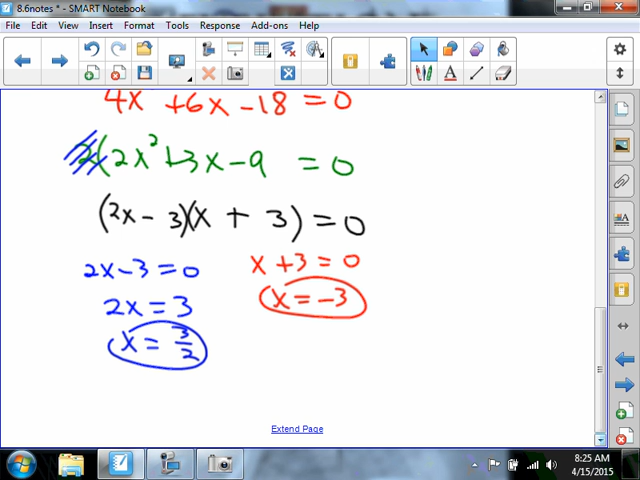 8.6notes * - SMART Notebook
File Edit View Insert Format Tools Add-ons Help
4x +6x -18 = 0
2(2x² +3x -9 = 0
(2x - 3)(x + 3) = 0
2x - 3 = 0
x + 3 = 0
2x = 3
x = -3
x = 3/2
Extend Page
8:25 AM
4/15/2015